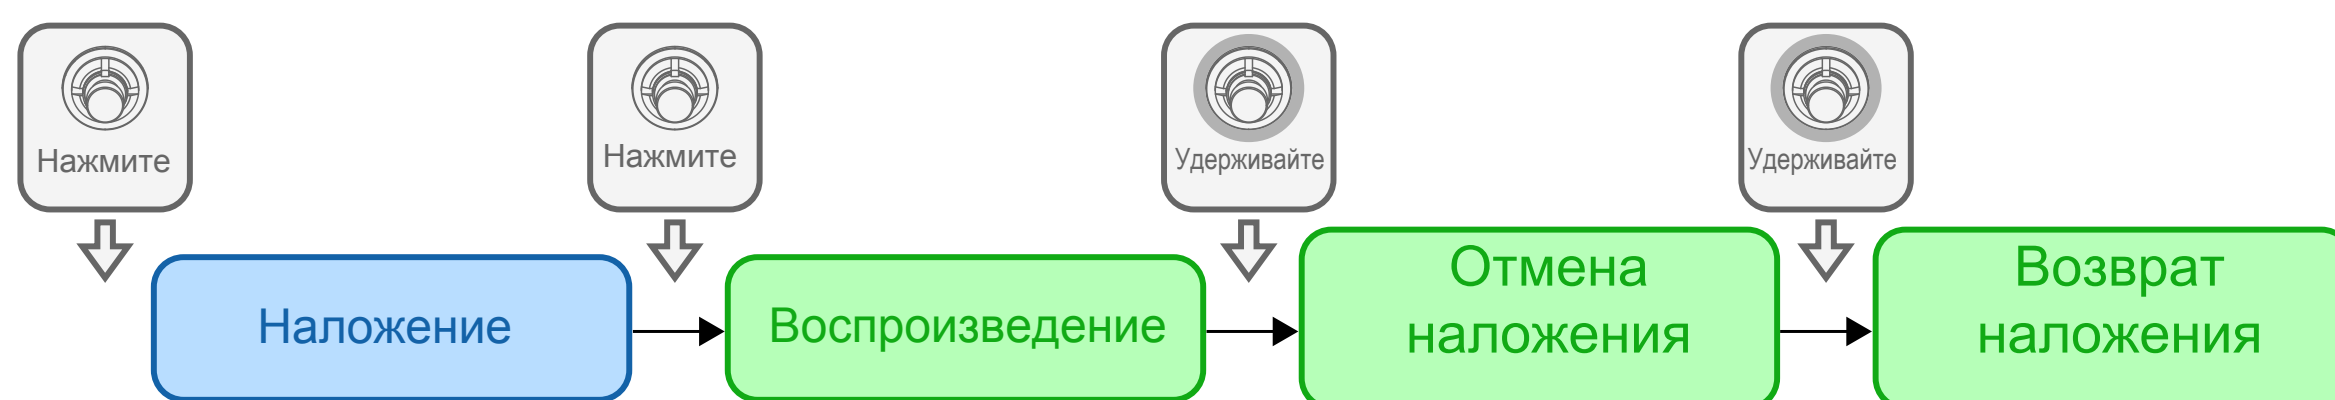 Нажмите
Нажмите
Удерживайте
Удерживайте
Наложение
Воспроизведение
Отмена
наложения
Возврат
наложения